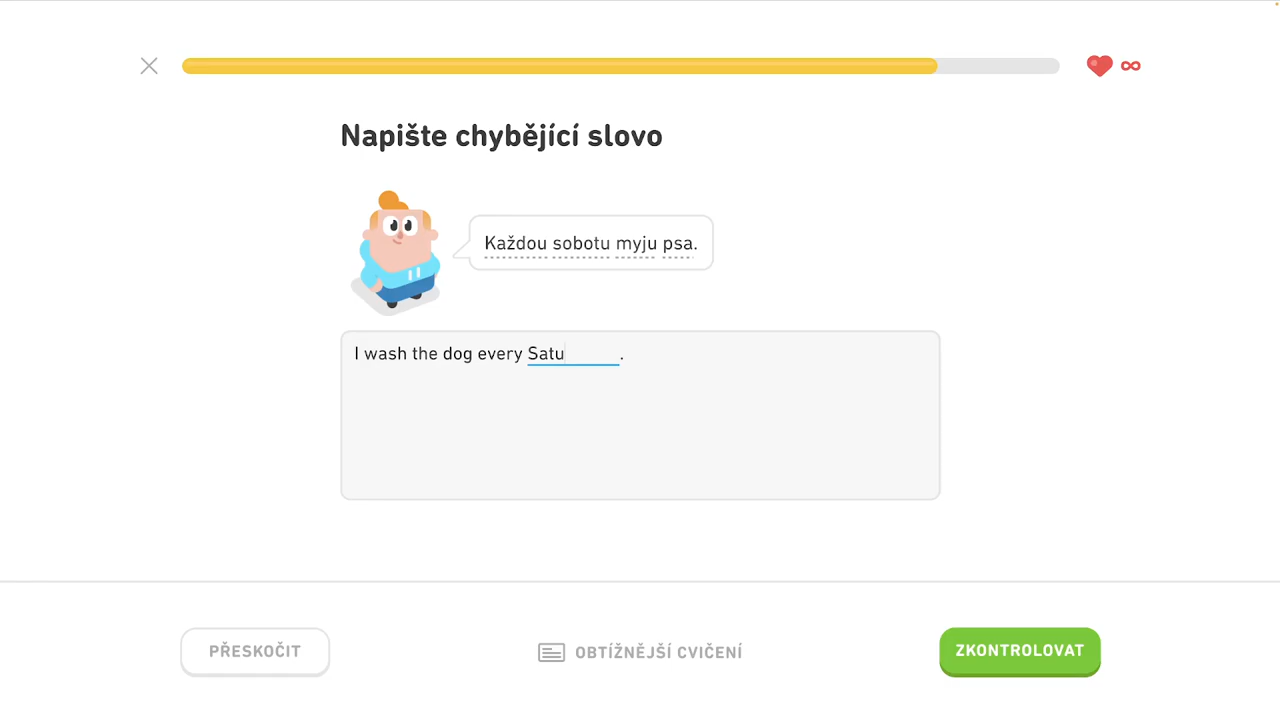 ∞
Napište chybějící slovo
Každou sobotu myju psa.
I wash the dog every Satu.
PŘESKOČIT
OBTÍŽNĚJŠÍ CVIČENÍ
ZKONTROLOVAT